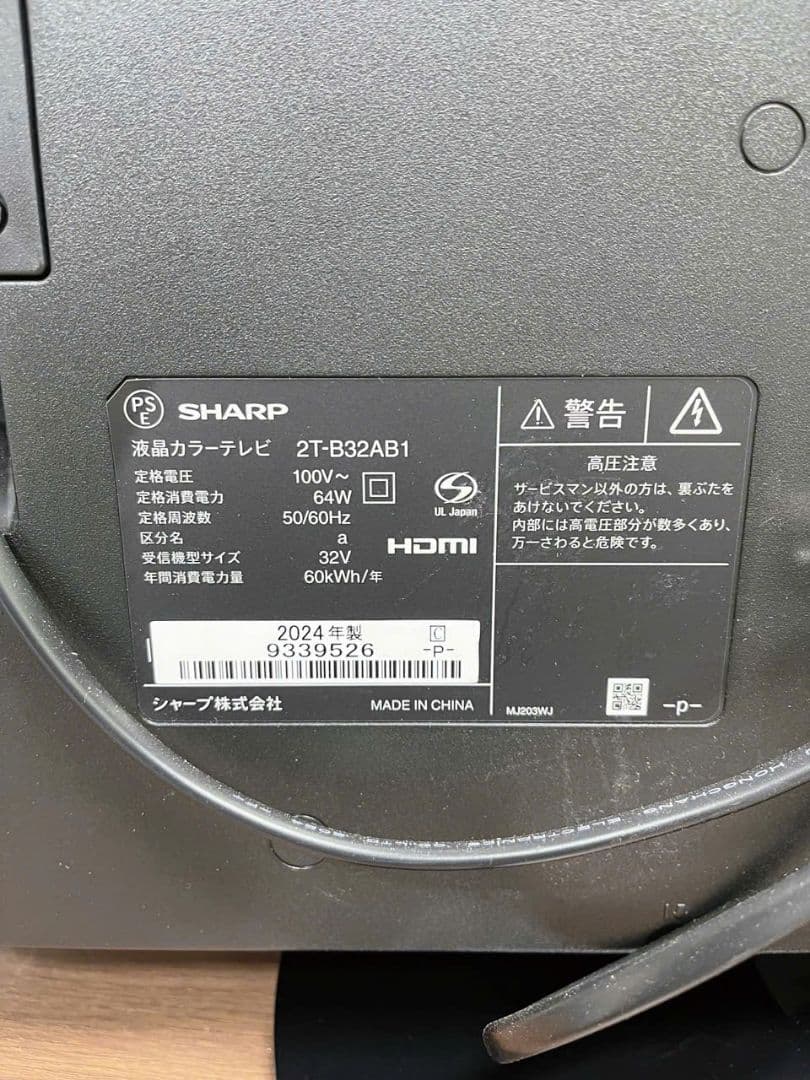 PS
E
SHARP
液晶カラーテレビ 2T-B32AB1
定格電圧 100V～
定格消費電力 64W
定格周波数 50/60Hz
区分名 a
受信機型サイズ 32V
年間消費電力量 60kWh/年
UL Japan
HDMI
2024年製 C
9339526 -P-
シャープ株式会社 MADE IN CHINA
警告
高圧注意
サービスマン以外の方は、裏ぶたを
あけないでください。
内部には高電圧部分が数多くあり、
万一さわると危険です。
MJ203WJ -p-
HONGCHANG ELECTRONICS